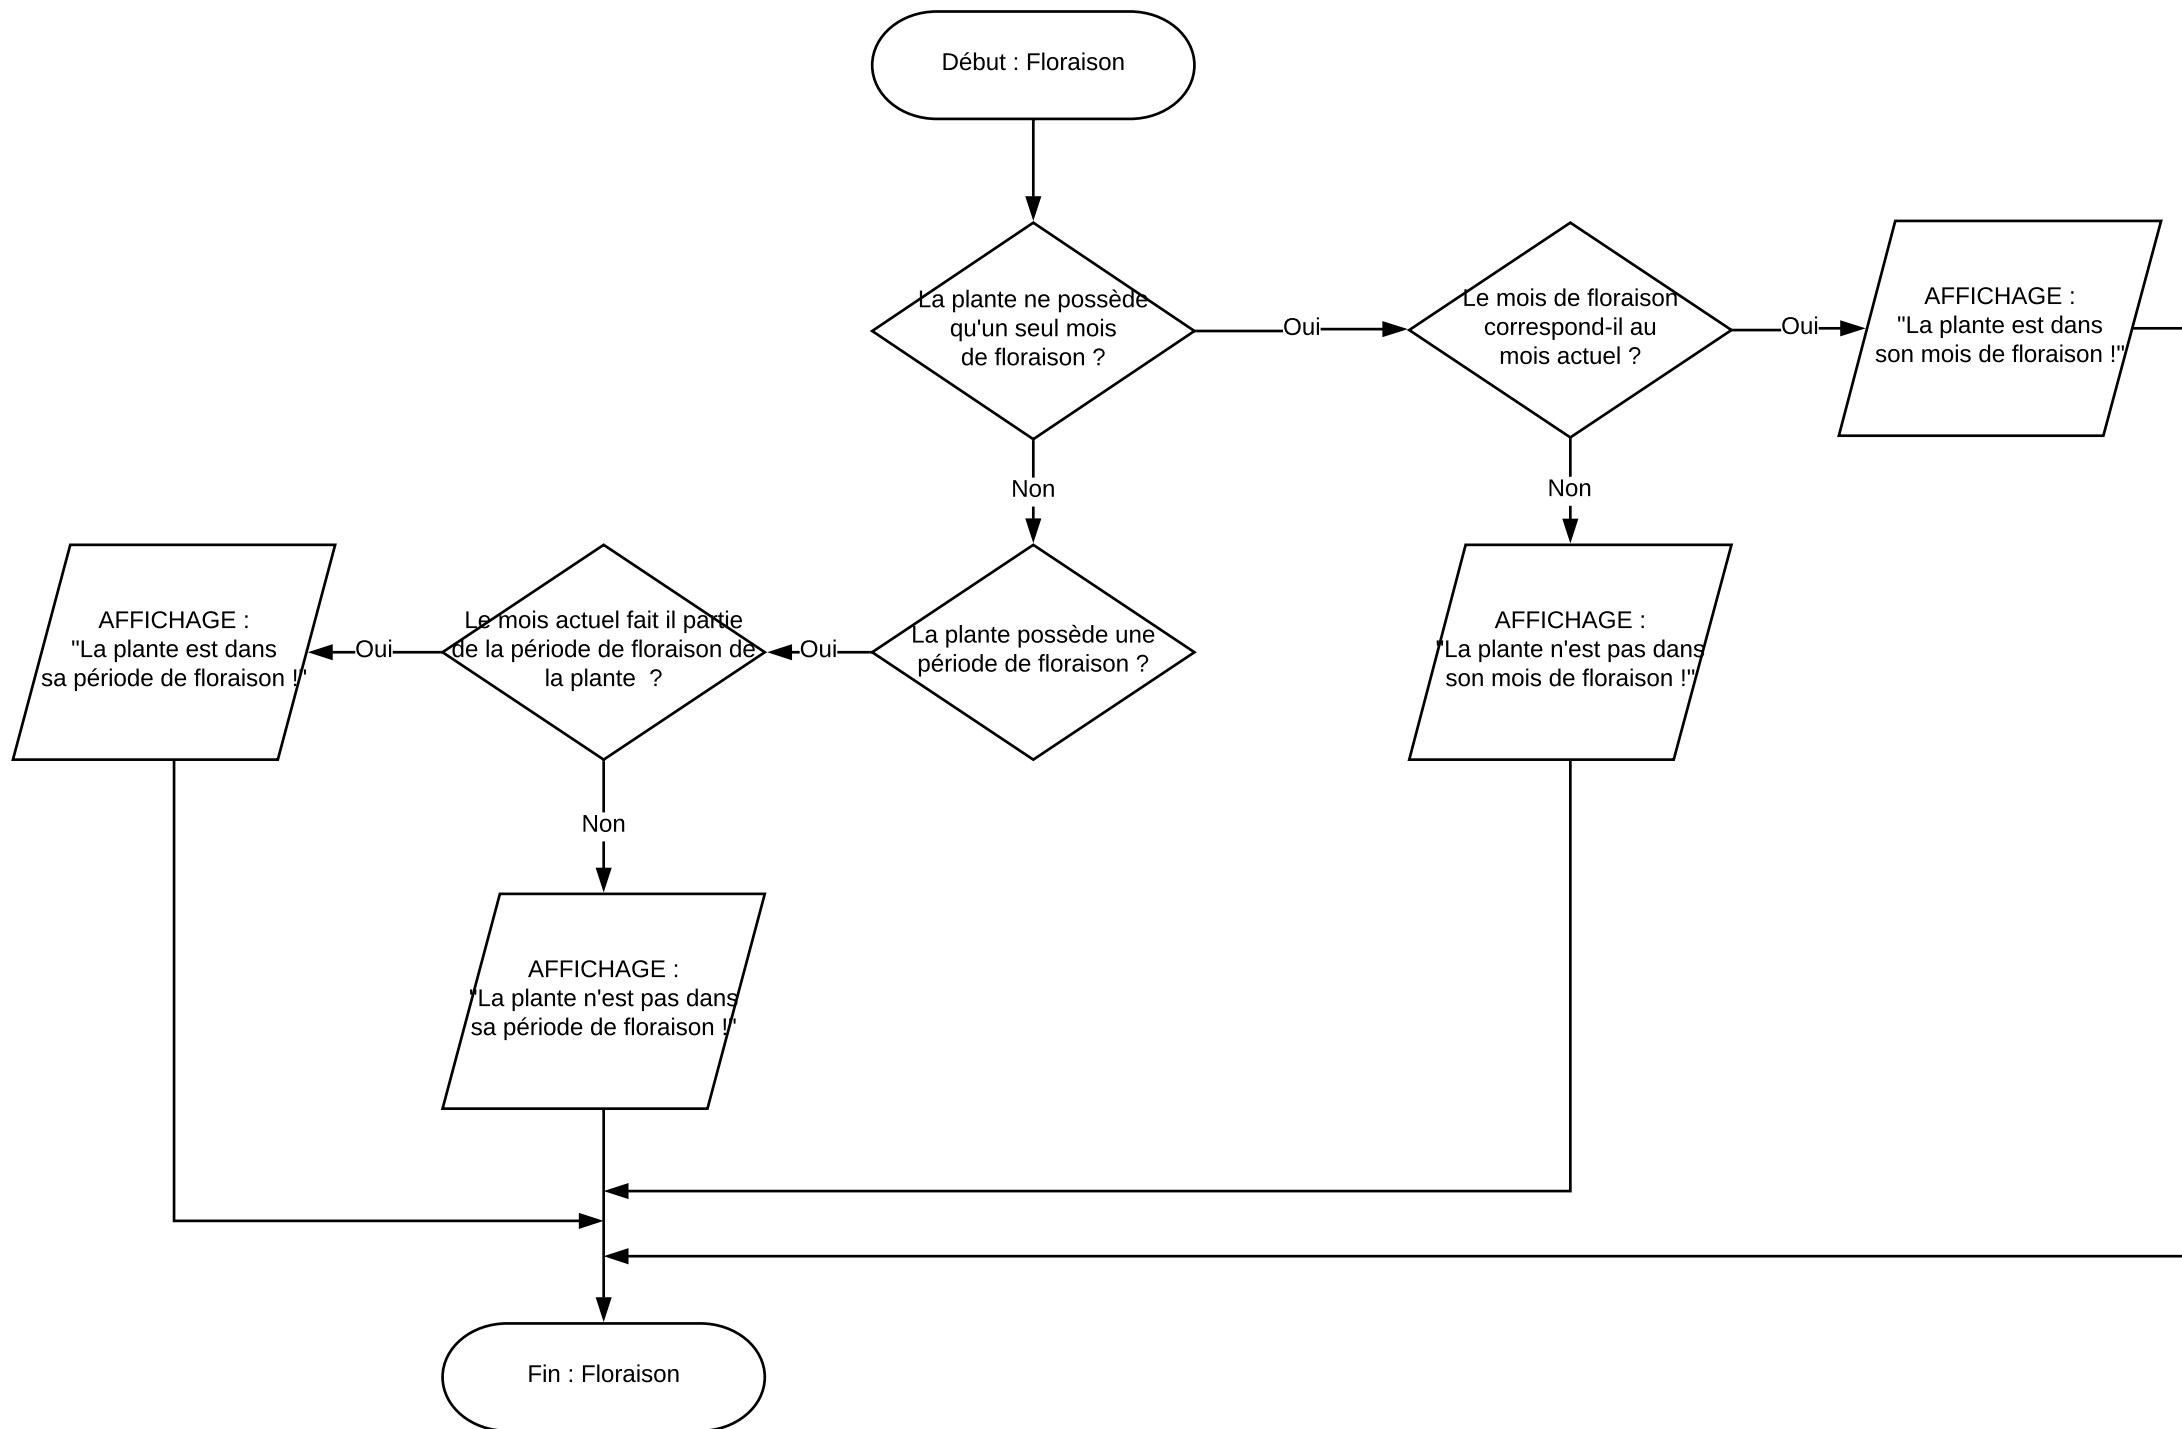 Début : Floraison
La plante ne possède
qu'un seul mois
de floraison ?
Oui
Le mois de floraison
correspond-il au
mois actuel ?
Oui
AFFICHAGE :
"La plante est dans
son mois de floraison !"
Non
Non
AFFICHAGE :
"La plante est dans
sa période de floraison !"
Oui
Le mois actuel fait il partie
de la période de floraison de
la plante  ?
Oui
La plante possède une
période de floraison ?
AFFICHAGE :
"La plante n'est pas dans
son mois de floraison !"
Non
AFFICHAGE :
"La plante n'est pas dans
sa période de floraison !"
Fin : Floraison